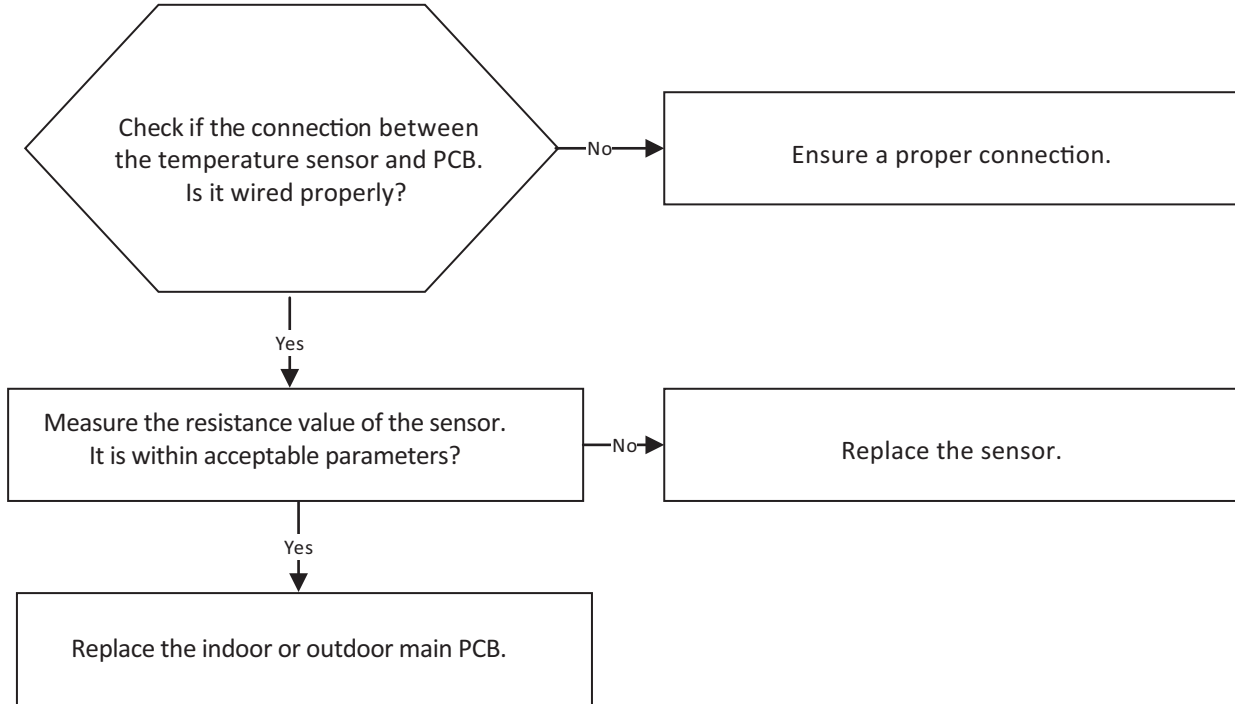 Check if the connection between
the temperature sensor and PCB.
Is it wired properly?
No
Ensure a proper connection.
Yes
Measure the resistance value of the sensor.
It is within acceptable parameters?
No
Replace the sensor.
Yes
Replace the indoor or outdoor main PCB.